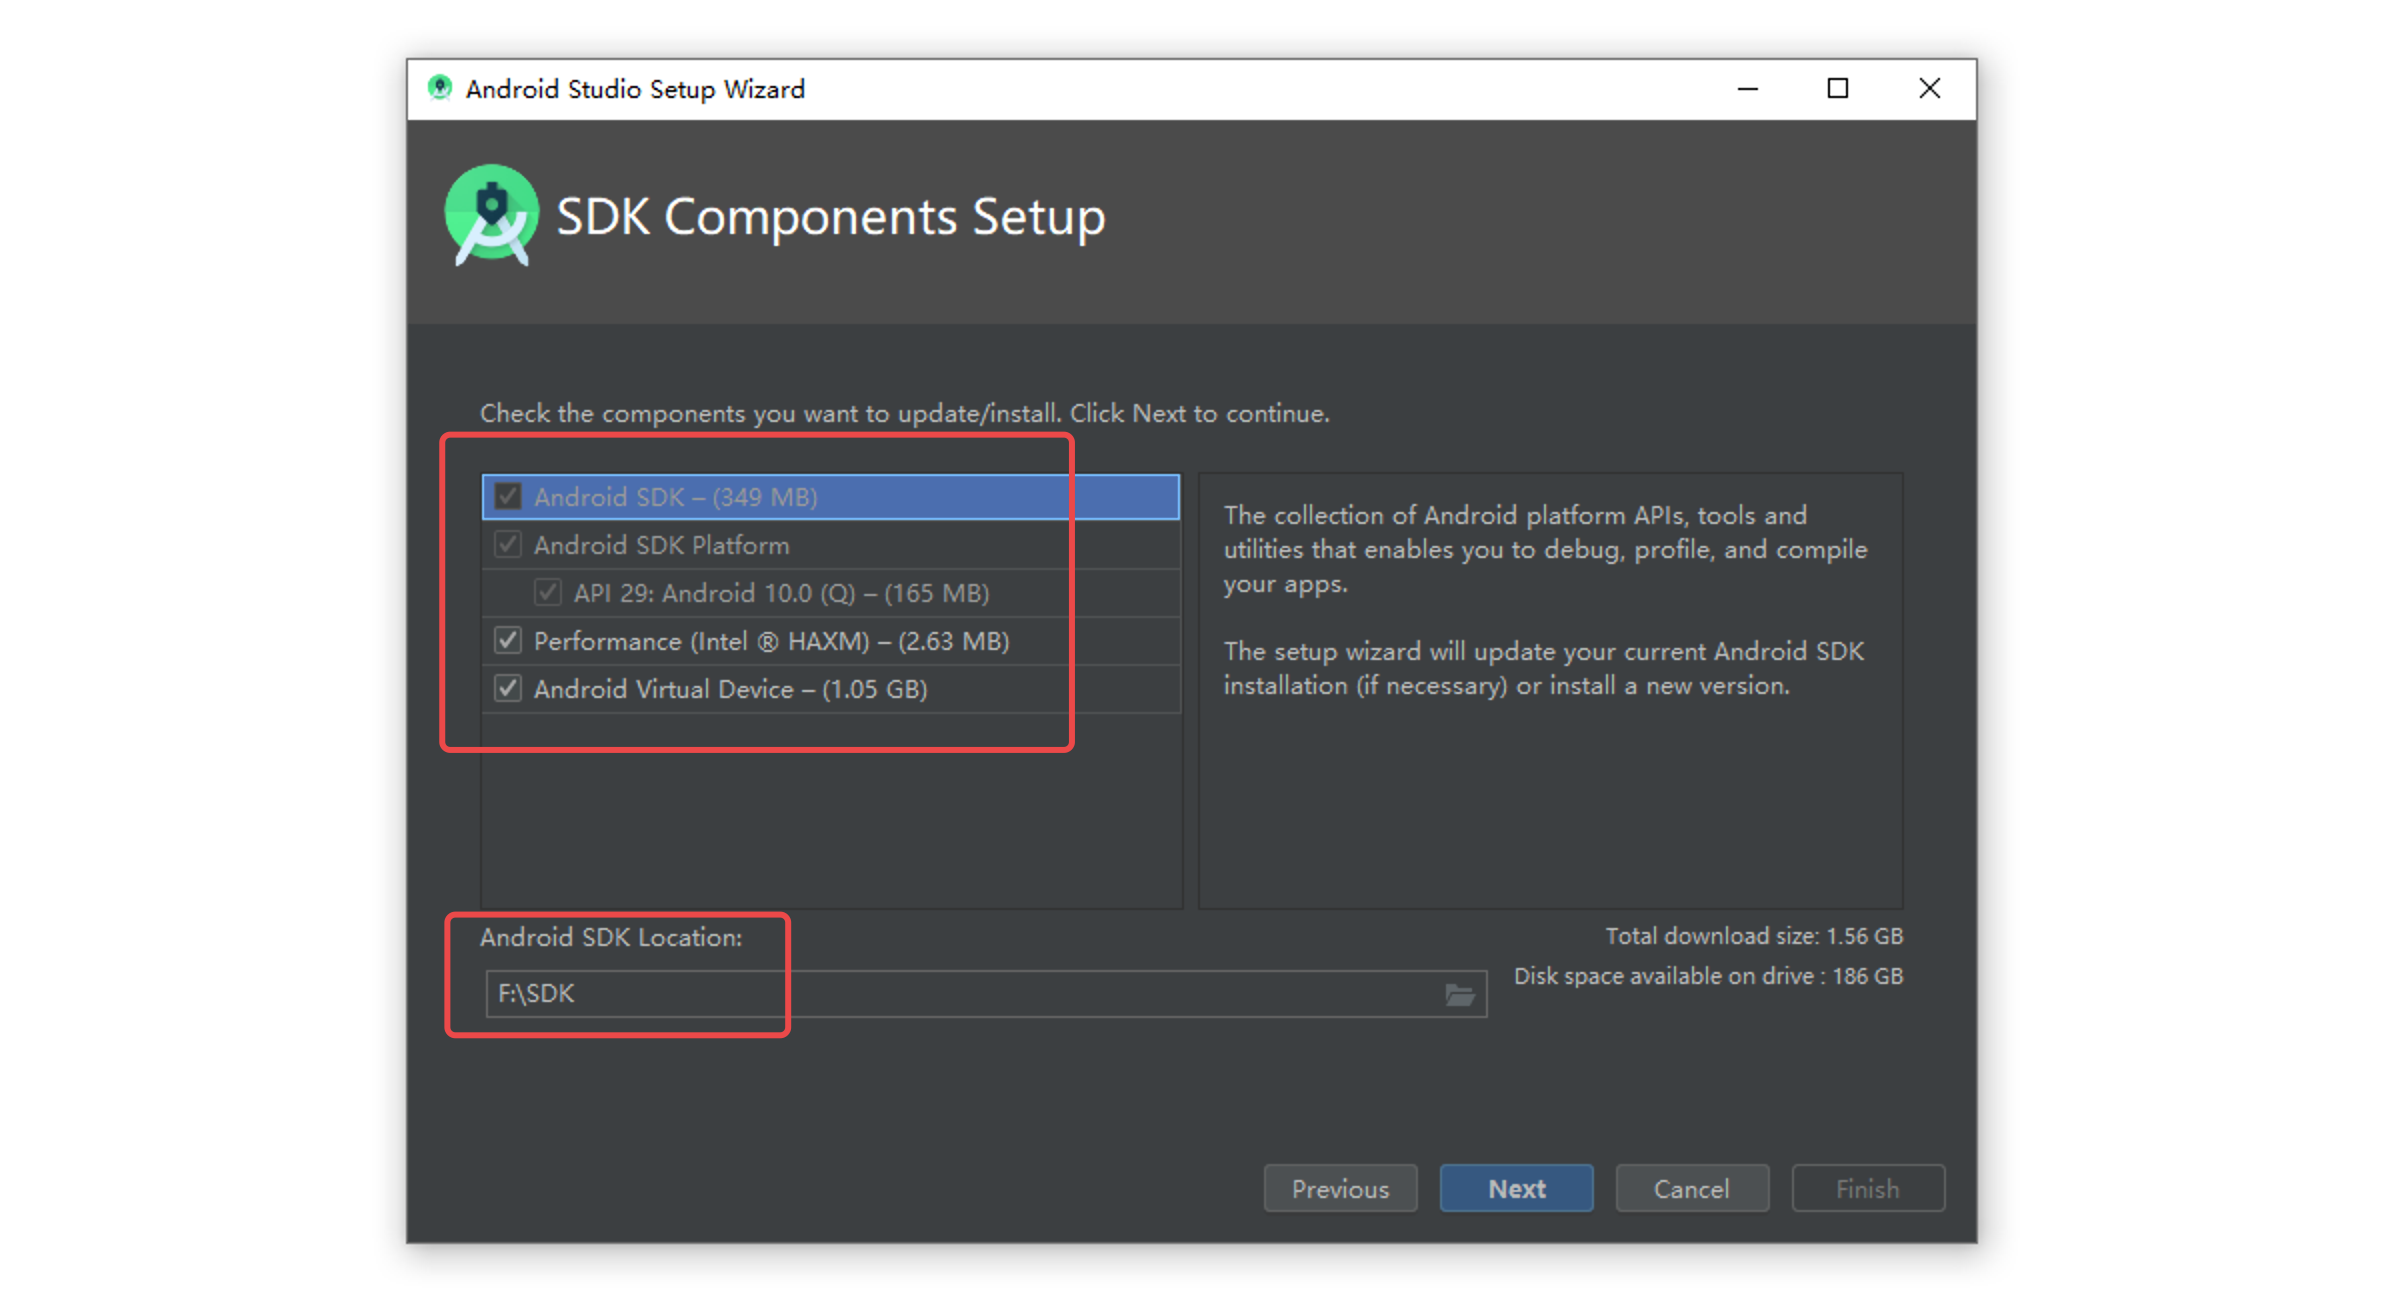 Android Studio Setup Wizard
SDK Components Setup
Check the components you want to update/install. Click Next to continue.
Android SDK – (349 MB)
Android SDK Platform
API 29: Android 10.0 (Q) – (165 MB)
Performance (Intel ® HAXM) – (2.63 MB)
Android Virtual Device – (1.05 GB)
The collection of Android platform APIs, tools and
utilities that enables you to debug, profile, and compile
your apps.
The setup wizard will update your current Android SDK
installation (if necessary) or install a new version.
Android SDK Location:
F:\SDK
Total download size: 1.56 GB
Disk space available on drive : 186 GB
Previous
Next
Cancel
Finish